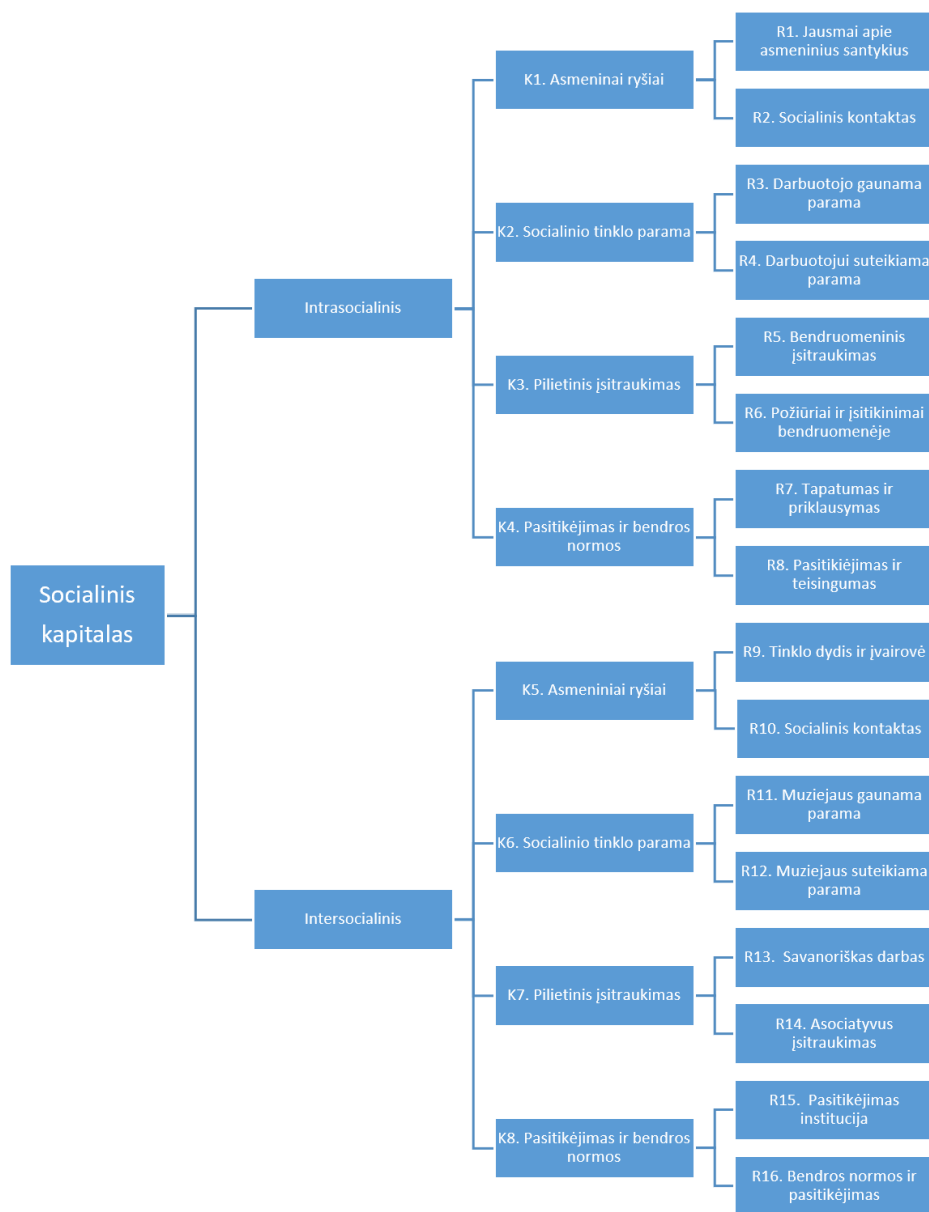 Socialinis
kapitalas
Intrasocialinis
K1. Asmeninai ryšiai
R1. Jausmai apie
asmeninius santykius
R2. Socialinis kontaktas
K2. Socialinio tinklo parama
R3. Darbuotojo gaunama
parama
R4. Darbuotojui suteikiama
parama
K3. Pilietinis įsitraukimas
R5. Bendruomeninis
įsitraukimas
R6. Požiūriai ir įsitikinimai
bendruomenėje
K4. Pasitikėjimas ir bendros
normos
R7. Tapatumas ir
priklausymas
R8. Pasitikiėjimas ir
teisingumas
Intersocialinis
K5. Asmeniniai ryšiai
R9. Tinklo dydis ir įvairovė
R10. Socialinis kontaktas
K6. Socialinio tinklo parama
R11. Muziejaus gaunama
parama
R12. Muziejaus suteikiama
parama
K7. Pilietinis įsitraukimas
R13.  Savanoriškas darbas
R14. Asociatyvus
įsitraukimas
K8. Pasitikėjimas ir bendros
normos
R15.  Pasitikėjimas
institucija
R16. Bendros normos ir
pasitikėjimas